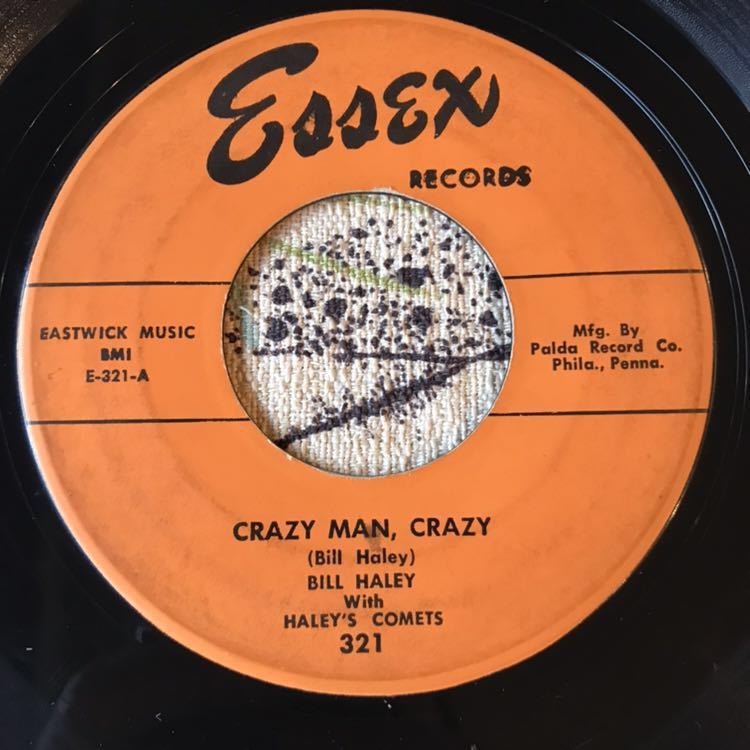 Essex
RECORDS
EASTWICK MUSIC
BMI
E-321-A
Mfg. By
Palda Record Co.
Phila., Penna.
CRAZY MAN, CRAZY
(Bill Haley)
BILL HALEY
With
HALEY'S COMETS
321